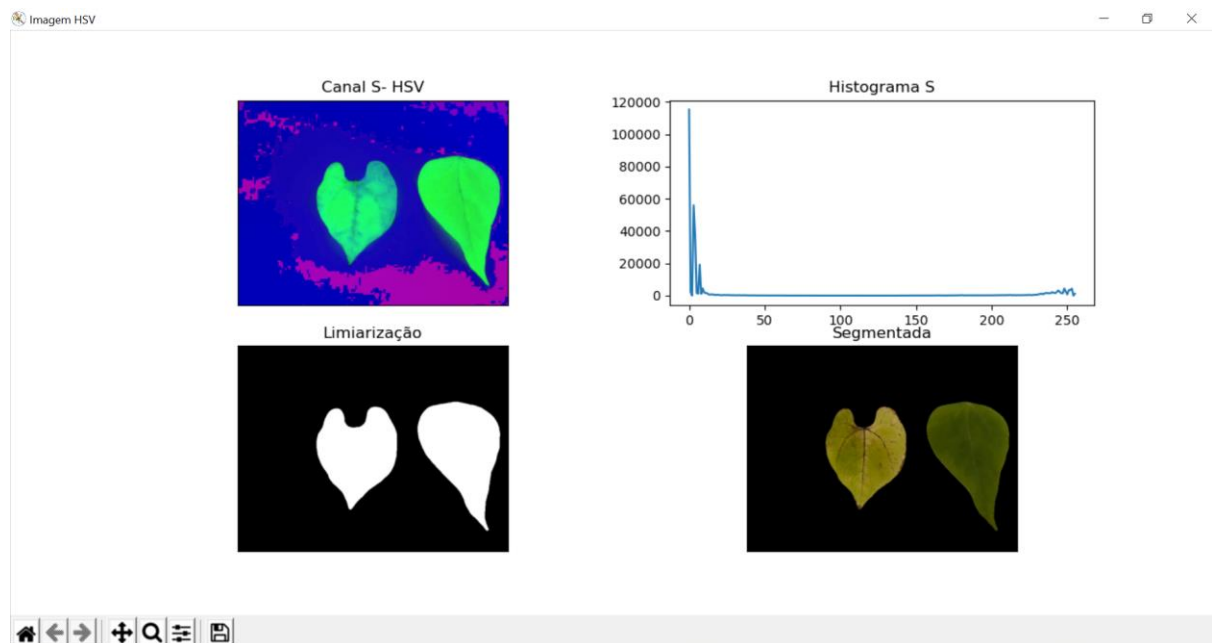 Imagem HSV
Canal S- HSV
Histograma S
120000
100000
80000
60000
40000
20000
0
0 50 100 150 200 250
Limiarização
Segmentada